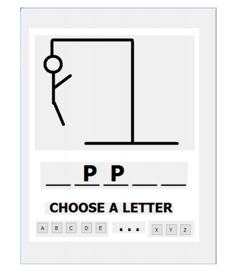 _ P P _ _
CHOOSE A LETTER
A B C D E ... X Y Z